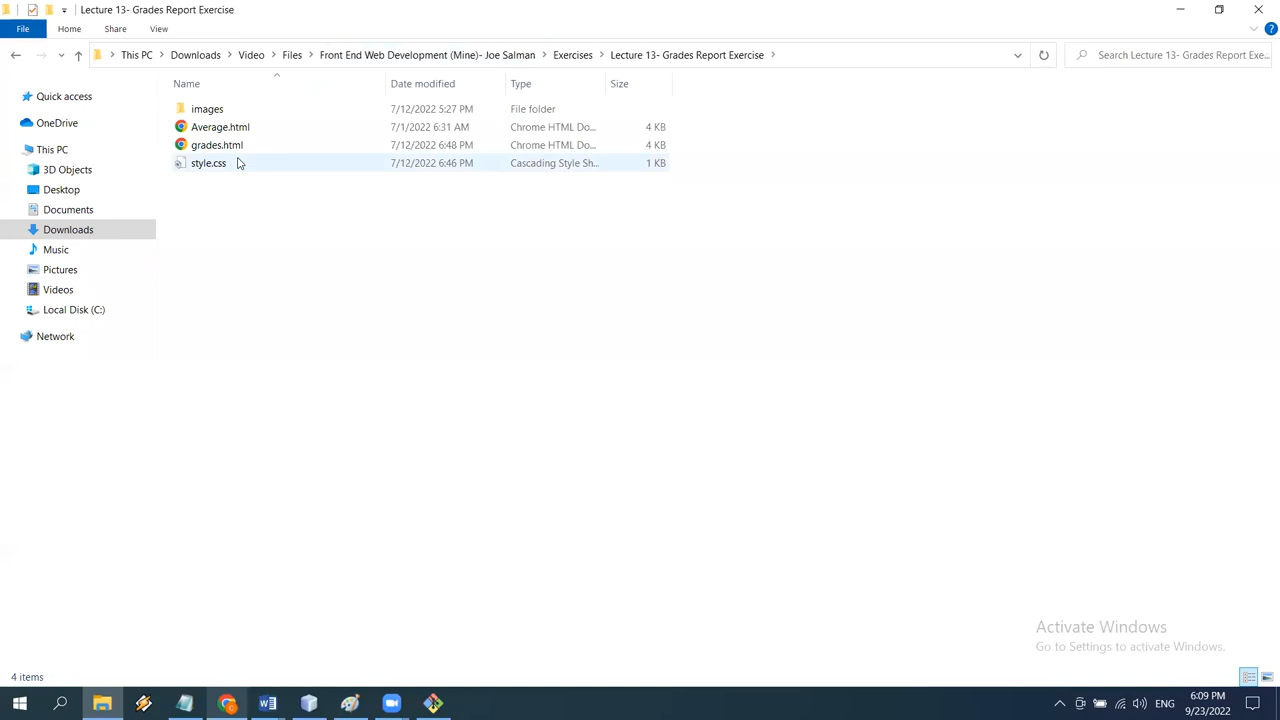 Lecture 13- Grades Report Exercise
File Home Share View
This PC Downloads Video Files Front End Web Development (Mine)- Joe Salman Exercises Lecture 13- Grades Report Exercise Search Lecture 13- Grades Report Exe...
Name Date modified Type Size
Quick access
OneDrive
This PC
3D Objects
Desktop
Documents
Downloads
Music
Pictures
Videos
Local Disk (C:)
Network
images 7/12/2022 5:27 PM File folder
Average.html 7/1/2022 6:31 AM Chrome HTML Do... 4 KB
grades.html 7/12/2022 6:48 PM Chrome HTML Do... 4 KB
style.css 7/12/2022 6:46 PM Cascading Style Sh... 1 KB
Activate Windows
Go to Settings to activate Windows.
4 items
ENG
6:09 PM
9/23/2022